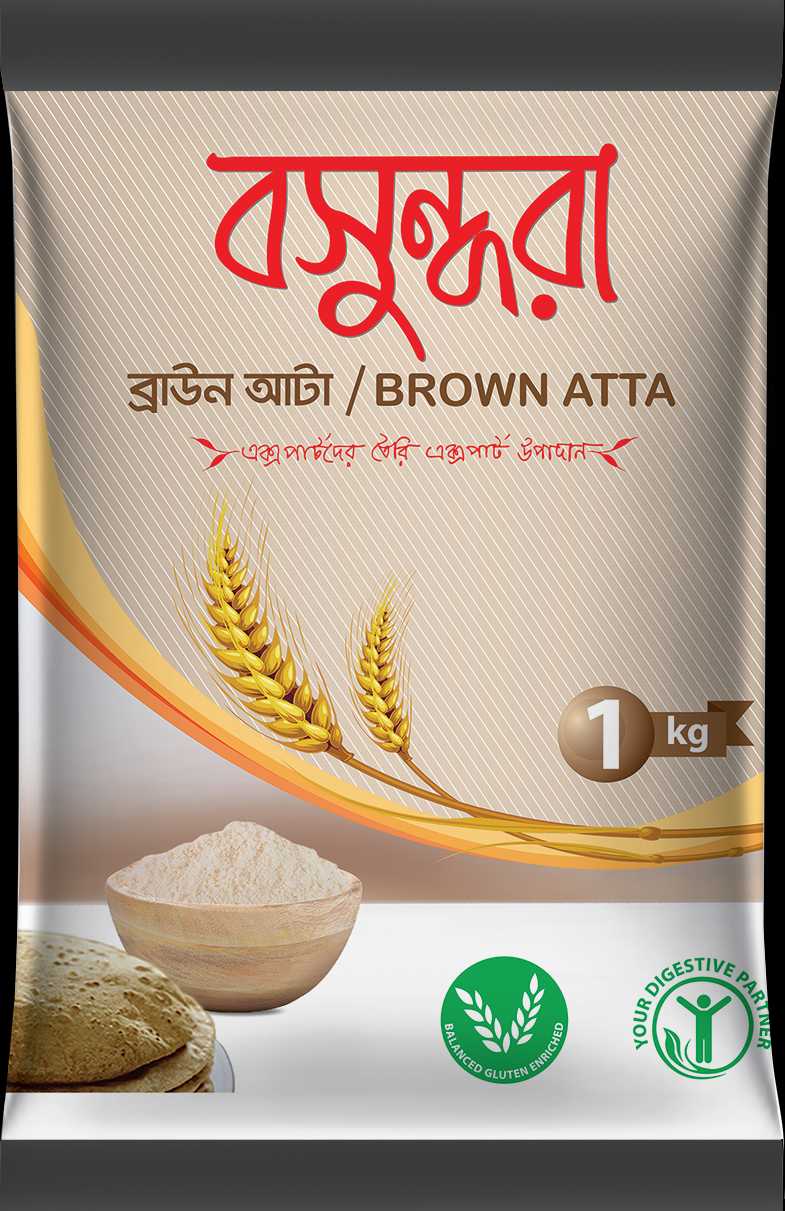 বসুন্ধরা
ব্রাউন আটা / BROWN ATTA
এক্সপার্টদের তৈরি এক্সপার্ট উপাদান
1 kg
BALANCED GLUTEN ENRICHED
YOUR DIGESTIVE PARTNER